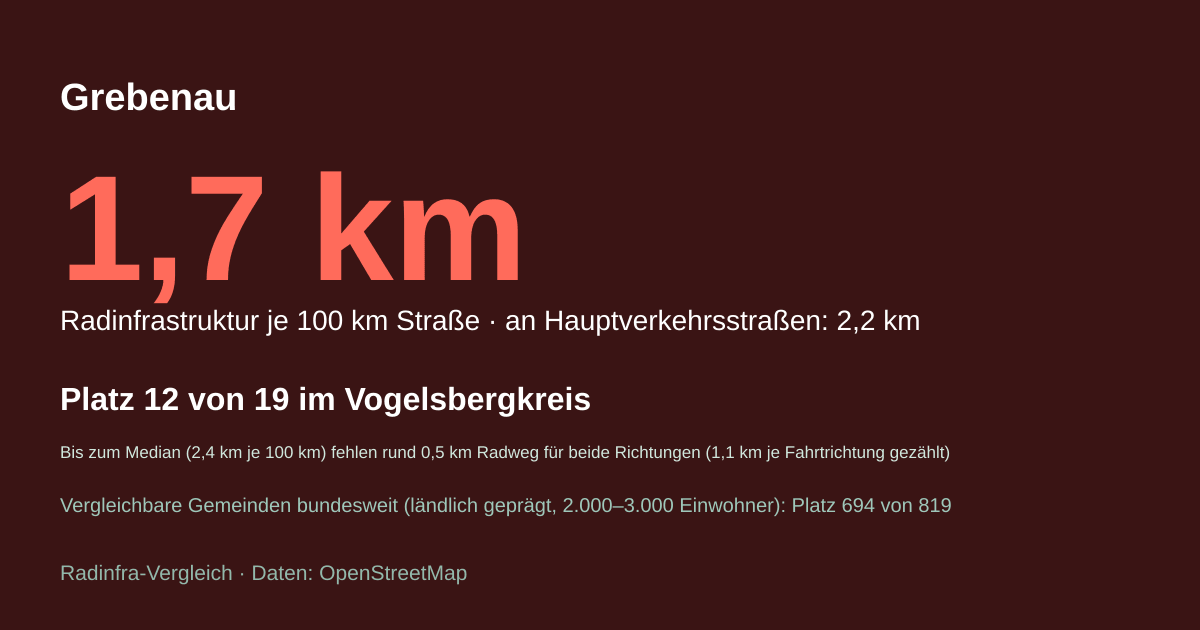 Grebenau
1,7 km
Radinfrastruktur je 100 km Straße · an Hauptverkehrsstraßen: 2,2 km
Platz 12 von 19 im Vogelsbergkreis
Bis zum Median (2,4 km je 100 km) fehlen rund 0,5 km Radweg für beide Richtungen (1,1 km je Fahrtrichtung gezählt)
Vergleichbare Gemeinden bundesweit (ländlich geprägt, 2.000–3.000 Einwohner): Platz 694 von 819
Radinfra-Vergleich · Daten: OpenStreetMap